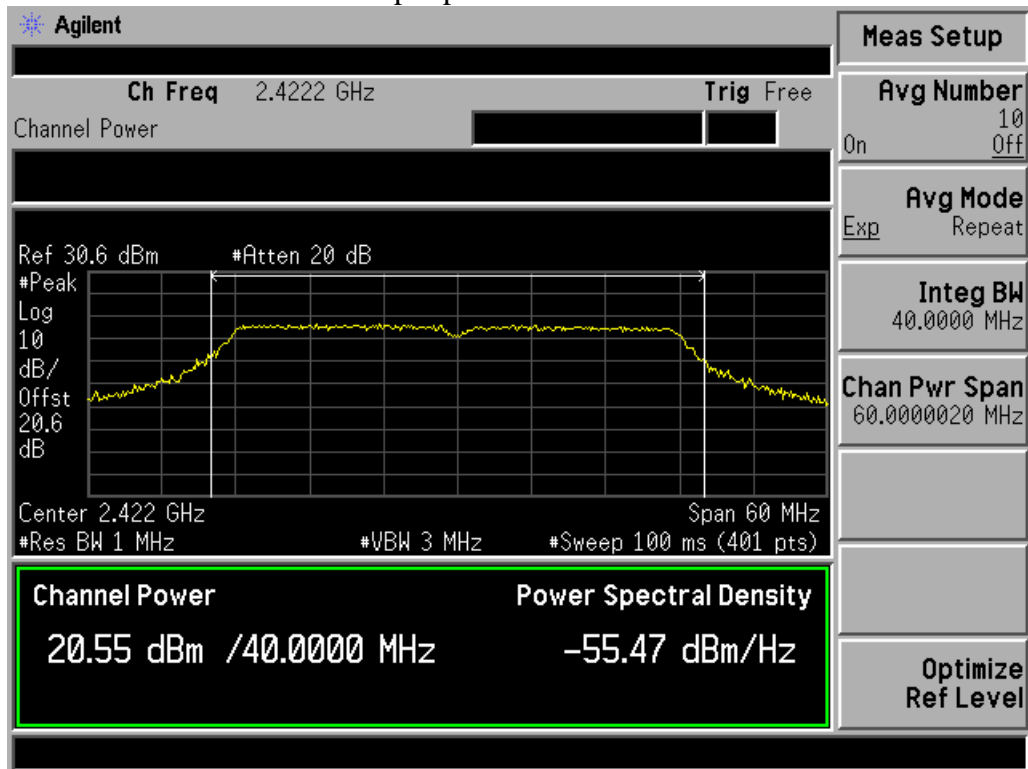 Agilent
Ch Freq 2.4222 GHz Trig Free
Channel Power
Ref 30.6 dBm #Atten 20 dB
#Peak
Log
10
dB/
Offst
20.6
dB
Center 2.422 GHz Span 60 MHz
#Res BW 1 MHz #VBW 3 MHz #Sweep 100 ms (401 pts)
Channel Power Power Spectral Density
20.55 dBm /40.0000 MHz -55.47 dBm/Hz
Meas Setup
Avg Number
10
On Off
Avg Mode
Exp Repeat
Integ BW
40.0000 MHz
Chan Pwr Span
60.0000020 MHz
Optimize
Ref Level